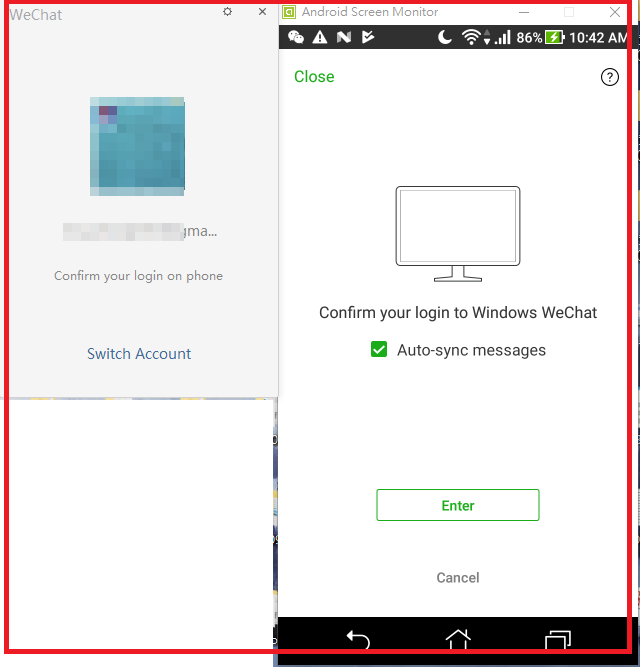 WeChat
gma...
Confirm your login on phone
Switch Account
Android Screen Monitor
86% 10:42 AM
Close
?
Confirm your login to Windows WeChat
Auto-sync messages
Enter
Cancel